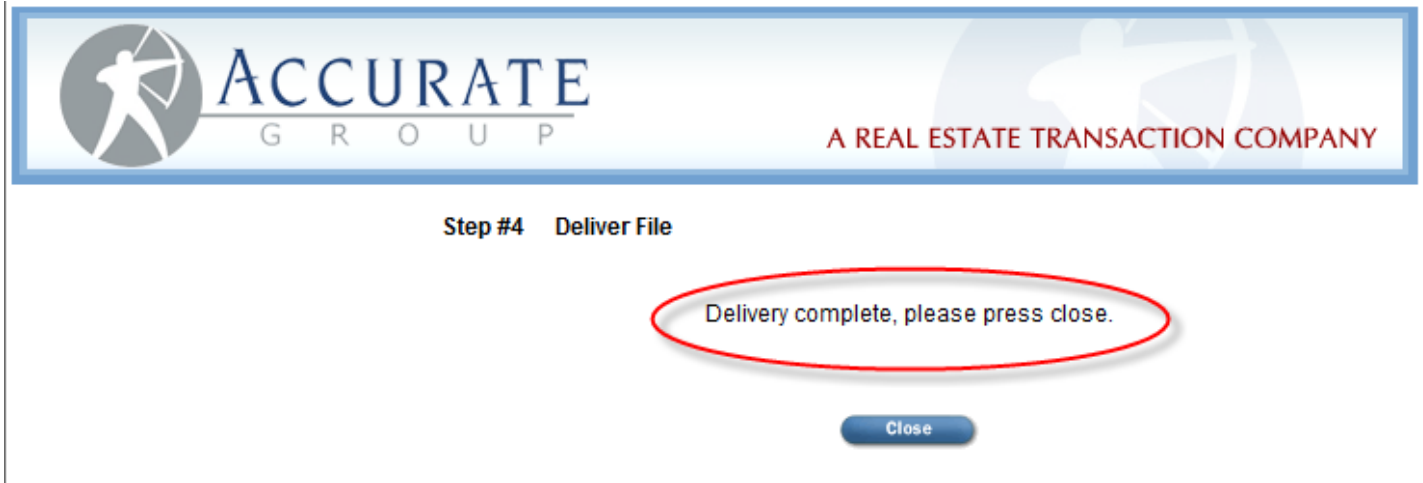 ACCURATE
GROUP
A REAL ESTATE TRANSACTION COMPANY
Step #4 Deliver File
Delivery complete, please press close.
Close